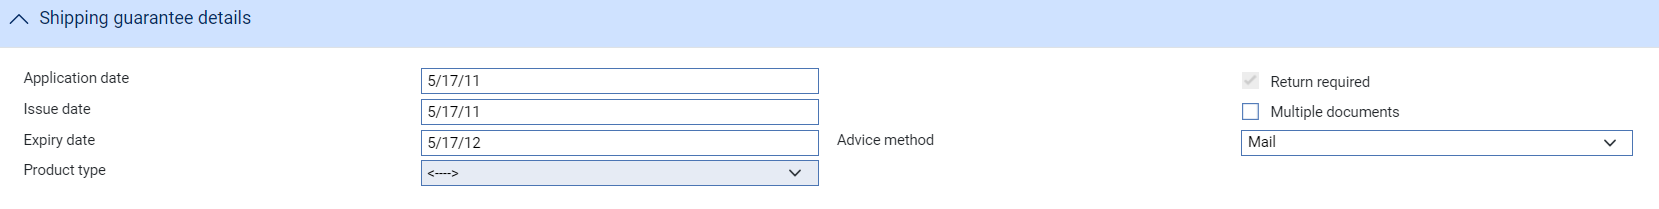 Shipping guarantee details
Application date 5/17/11 Return required
Issue date 5/17/11 Multiple documents
Expiry date 5/17/12 Advice method Mail
Product type <---->